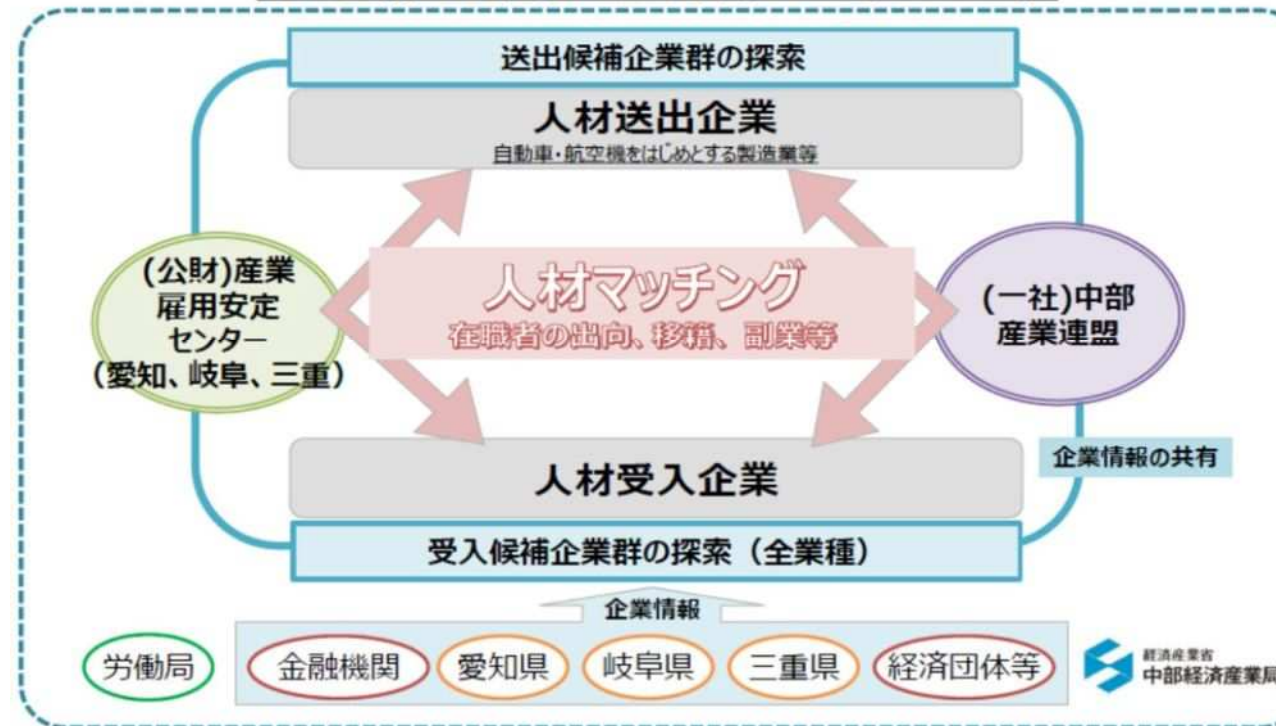 送出候補企業群の探索
人材送出企業
自動車・航空機をはじめとする製造業等
(公財)産業
雇用安定
センター
（愛知、岐阜、三重）
人材マッチング
在職者の出向、移籍、副業等
(一社)中部
産業連盟
人材受入企業
企業情報の共有
受入候補企業群の探索（全業種）
企業情報
労働局
金融機関
愛知県
岐阜県
三重県
経済団体等
経済産業省
中部経済産業局